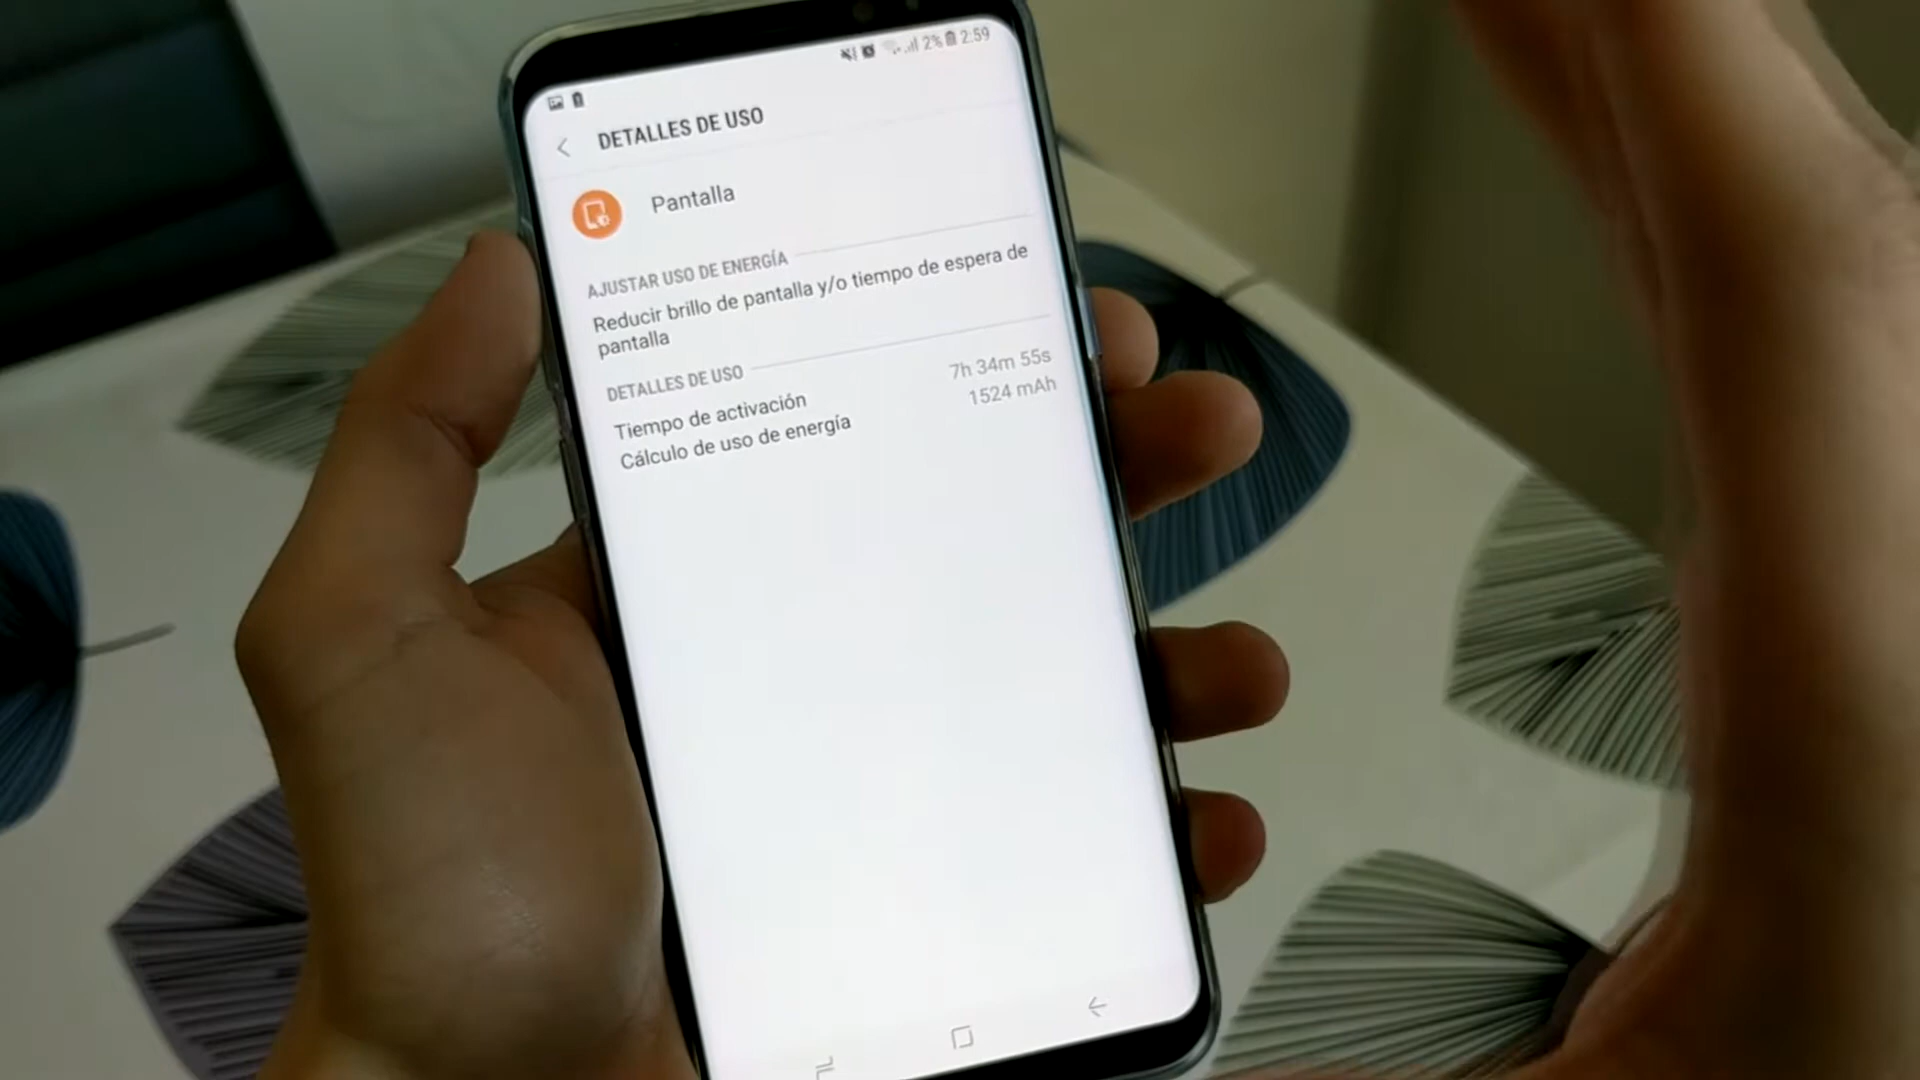 2% 2:59
DETALLES DE USO
Pantalla
AJUSTAR USO DE ENERGÍA
Reducir brillo de pantalla y/o tiempo de espera de
pantalla
DETALLES DE USO
Tiempo de activación 7h 34m 55s
Cálculo de uso de energía 1524 mAh